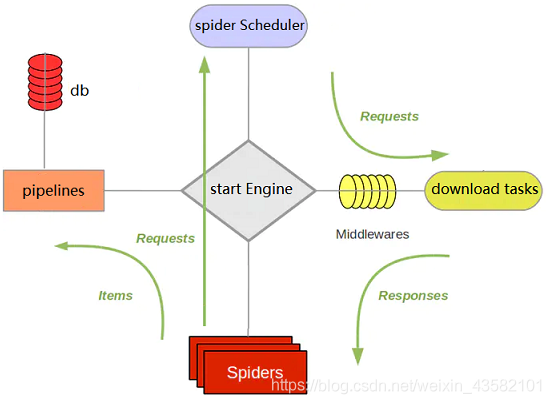 spider Scheduler
db
Requests
pipelines
start Engine
download tasks
Requests
Middlewares
Items
Responses
Spiders
https://blog.csdn.net/weixin_43582101